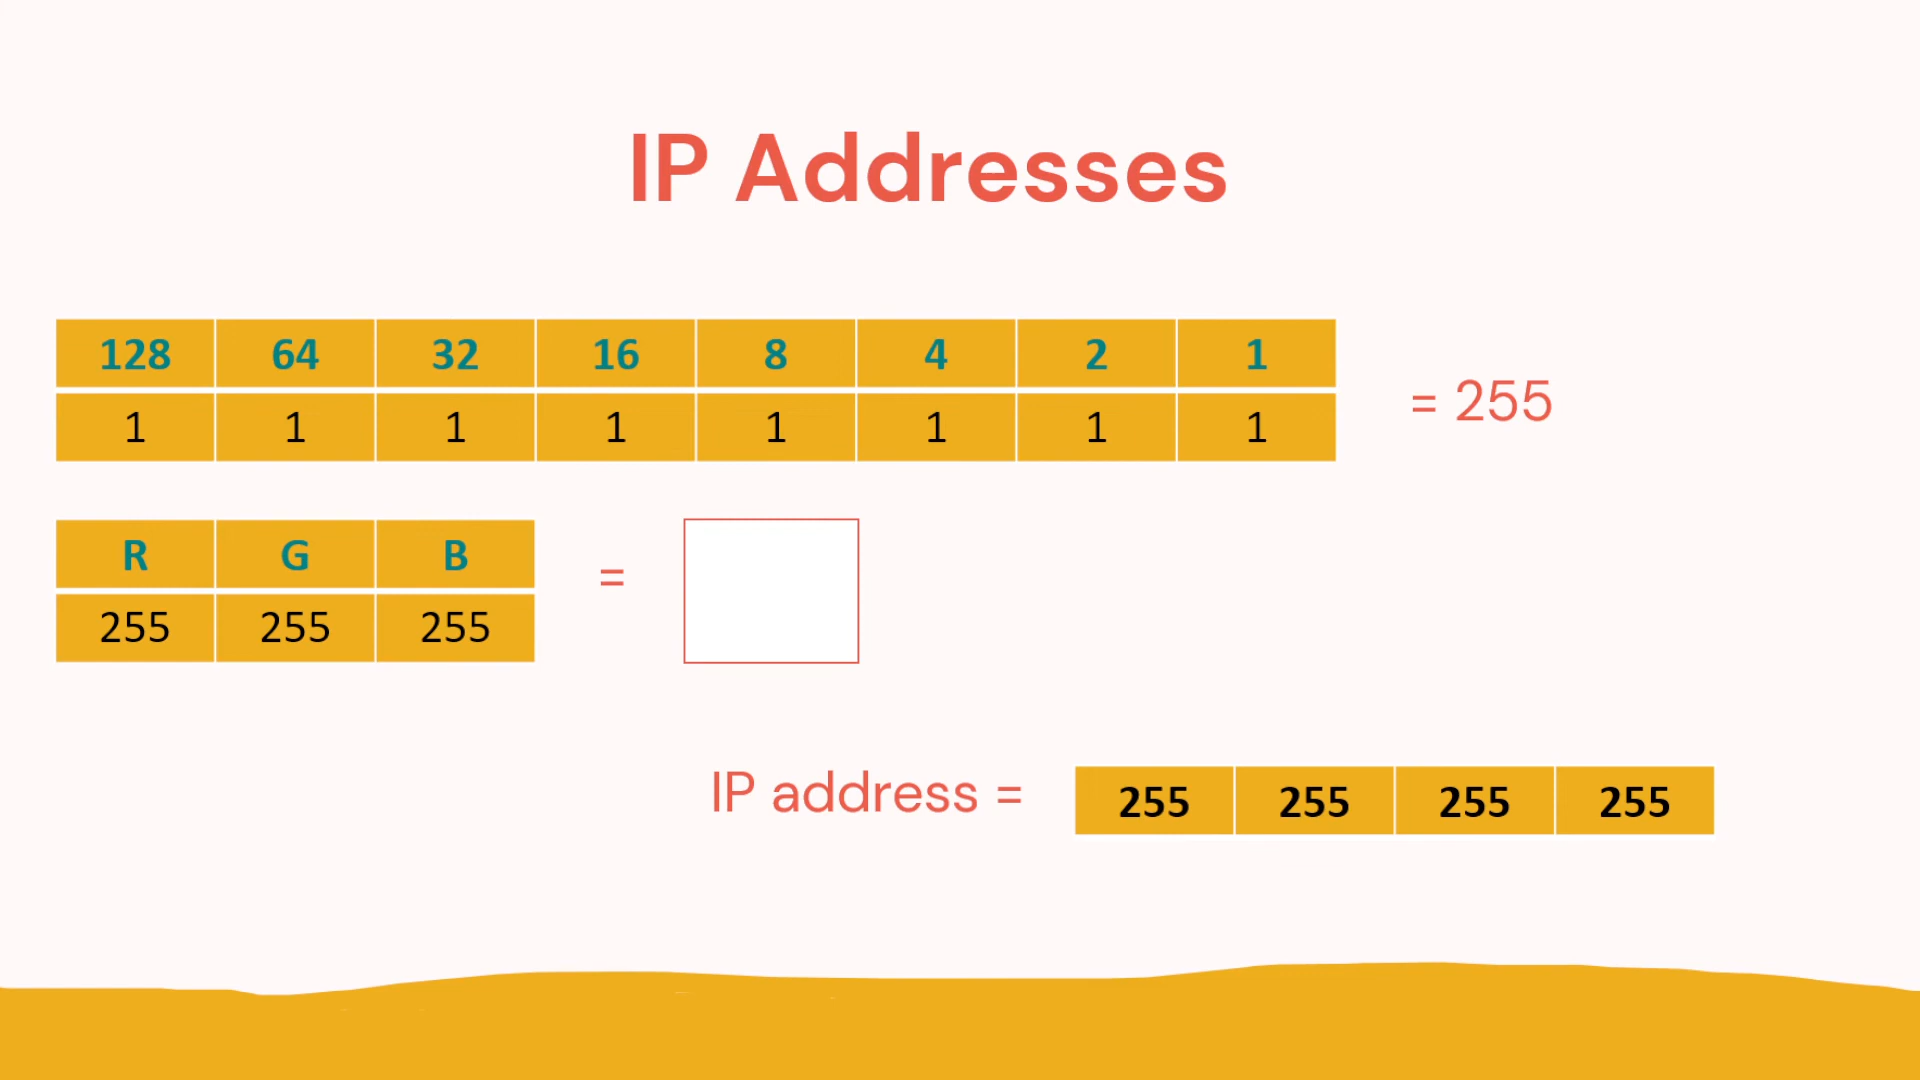 IP Addresses
128 64 32 16 8 4 2 1
1 1 1 1 1 1 1 1
= 255
R G B
255 255 255
=
IP address = 255 255 255 255